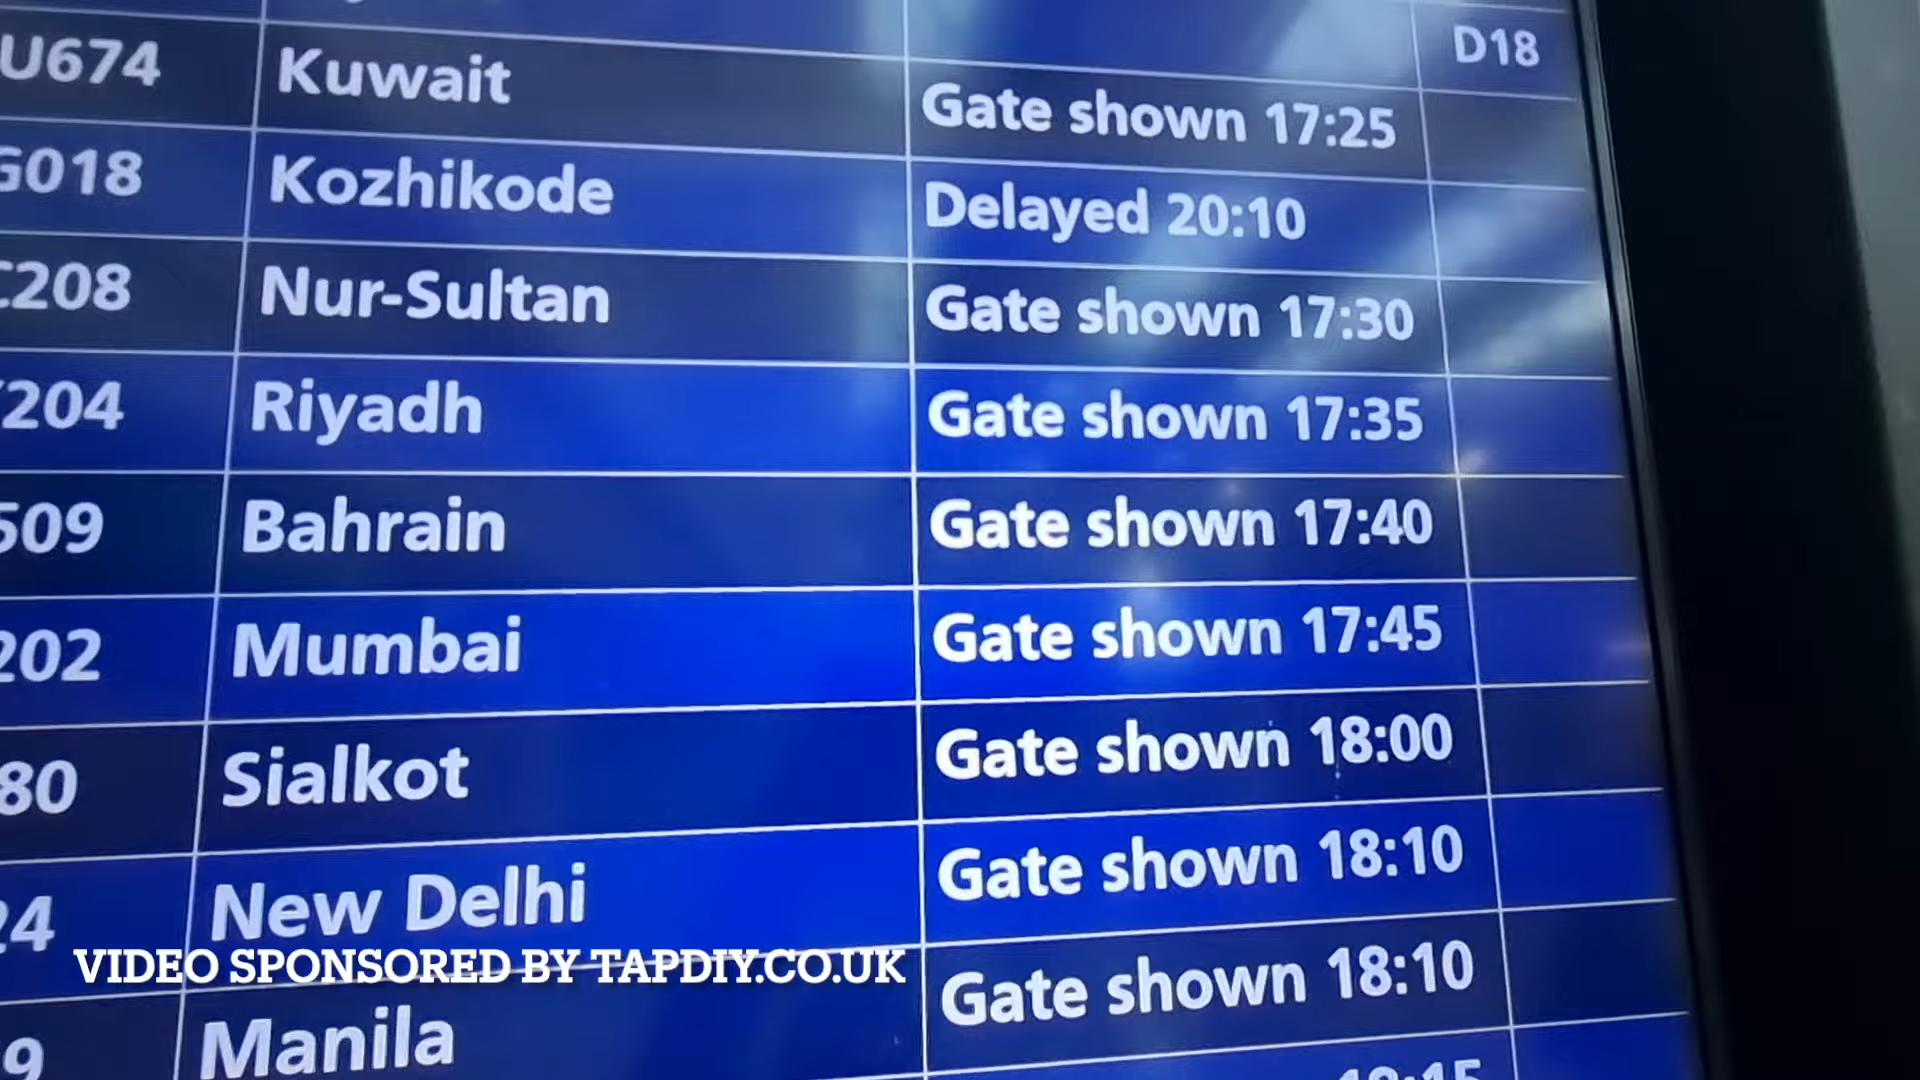 D18
U674 Kuwait Gate shown 17:25
G018 Kozhikode Delayed 20:10
C208 Nur-Sultan Gate shown 17:30
204 Riyadh Gate shown 17:35
509 Bahrain Gate shown 17:40
202 Mumbai Gate shown 17:45
80 Sialkot Gate shown 18:00
24 New Delhi Gate shown 18:10
VIDEO SPONSORED BY TAPDIY.CO.UK
9 Manila Gate shown 18:10
18:15